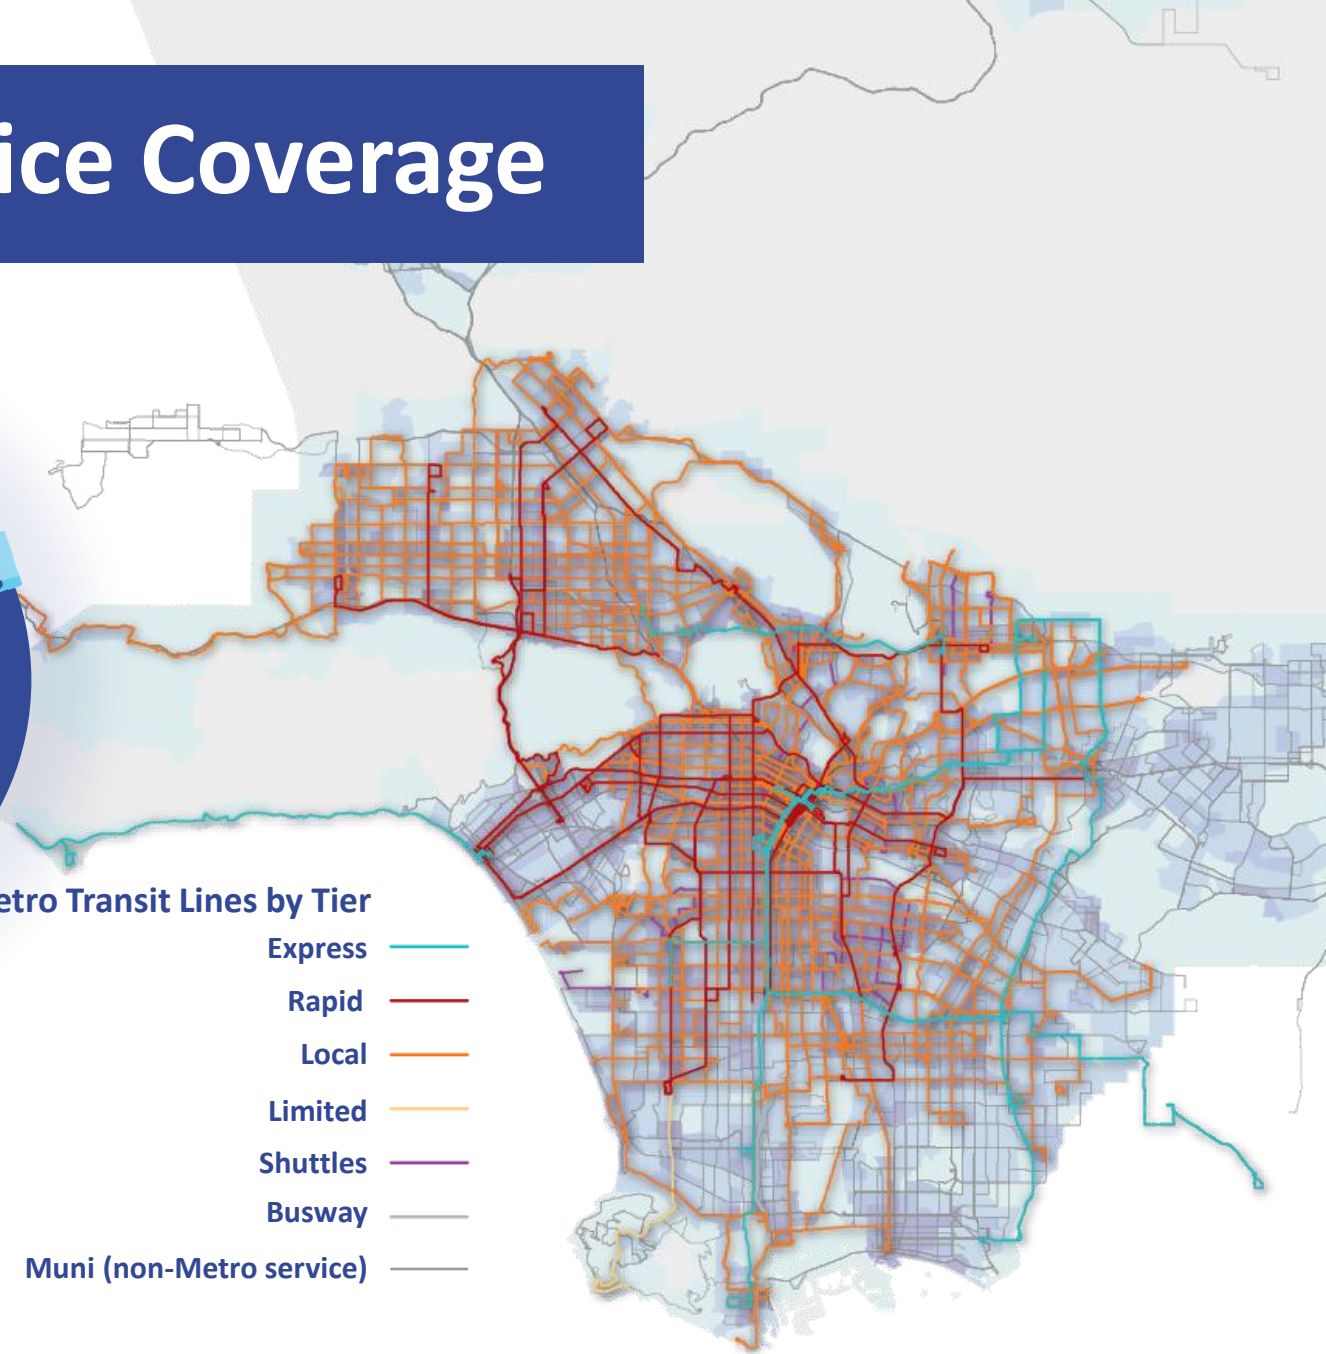 ice Coverage
etro Transit Lines by Tier
Express
Rapid
Local
Limited
Shuttles
Busway
Muni (non-Metro service)